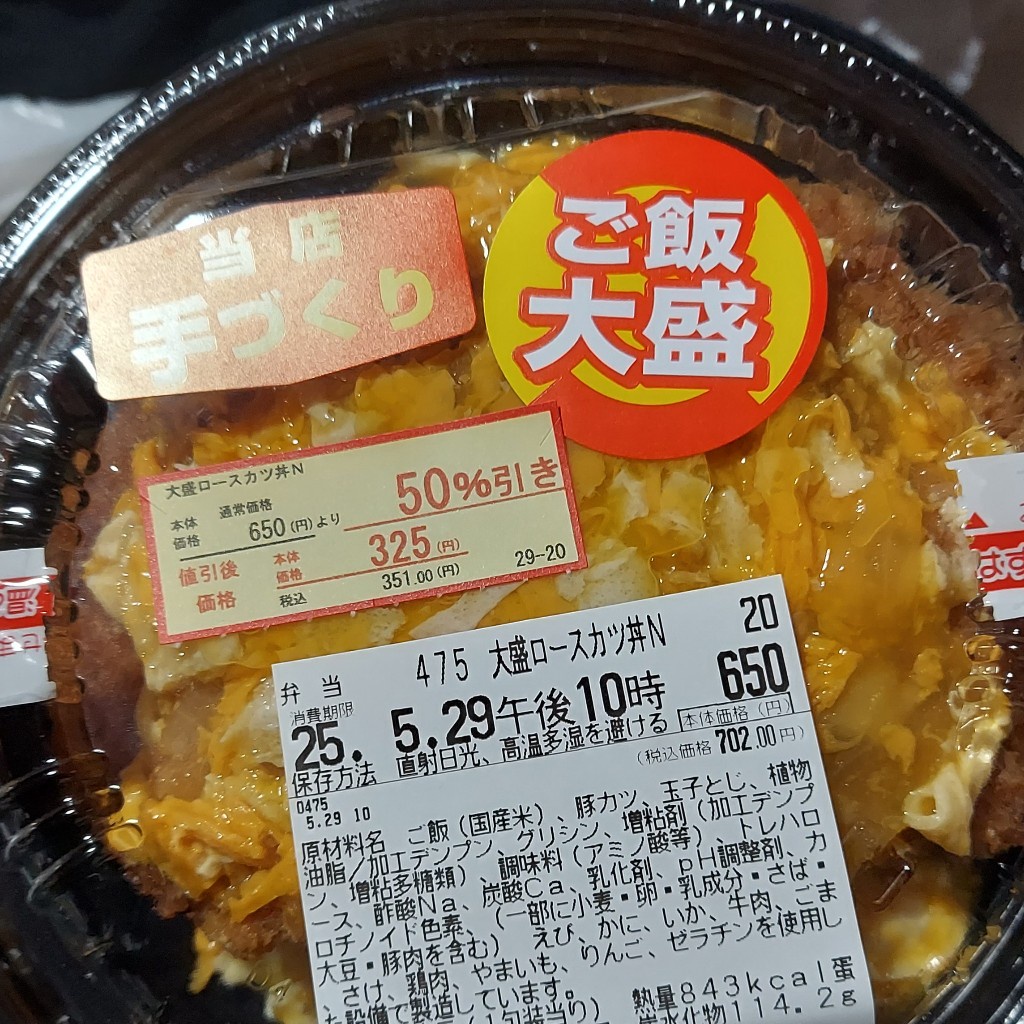 当店
手づくり
ご飯
大盛
大盛ロースカツ丼N
通常価格
本体
価格 650(円)より
50%引き
値引後
価格
本体
価格 325(円)
税込 351.00(円)
29-20
弁当
475 大盛ロースカツ丼N 20
消費期限
25. 5.29午後10時
650
本体価格(円)
保存方法 直射日光、高温多湿を避ける
(税込価格 702.00円)
0475
5.29 10
原材料名 ご飯(国産米)、豚カツ、玉子とじ、植物
油脂/加工デンプン、グリシン、増粘剤(加工デンプ
ン、増粘多糖類)、調味料(アミノ酸等)、トレハロ
ース、酢酸Na、炭酸Ca、乳化剤、pH調整剤、カ
ロチノイド色素、(一部に小麦・卵・乳成分・さば・
大豆・豚肉を含む) えび、かに、いか、牛肉、ごま
、さけ、鶏肉、やまいも、りんご、ゼラチンを使用し
た設備で製造しています。
(1包装当り) 熱量843kcal蛋
炭水化物114.2g
はず